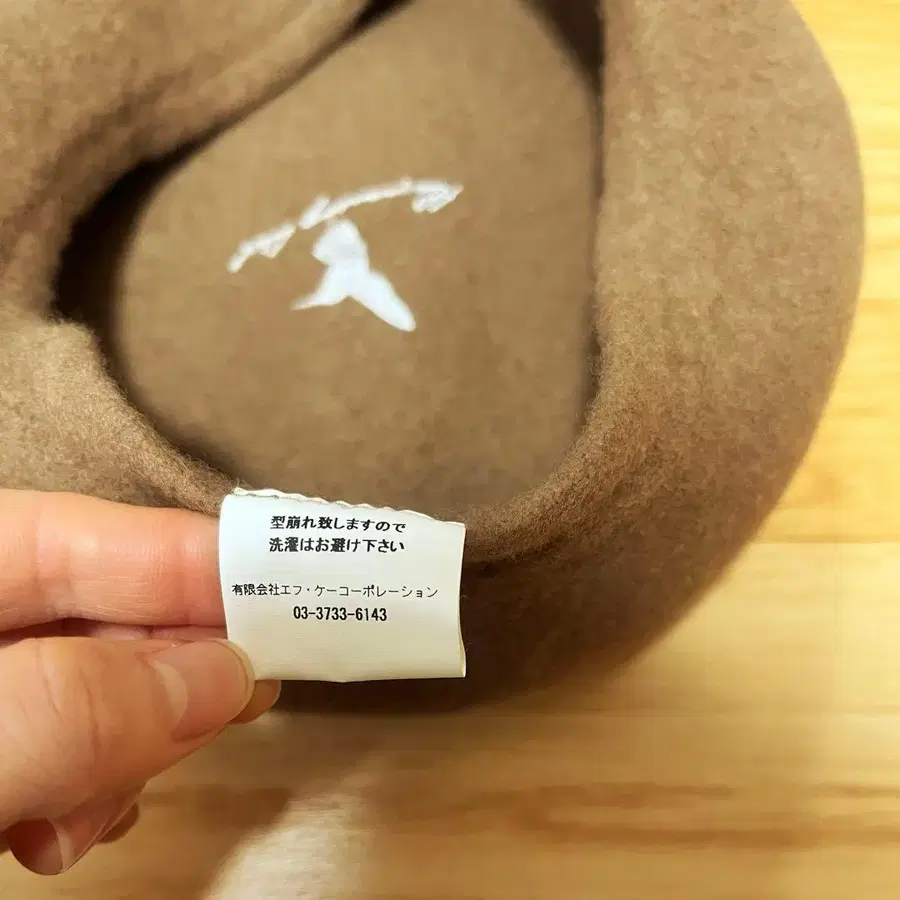 型崩れ致しますので
洗濯はお避け下さい
有限会社エフ・ケーコーポレーション
03-3733-6143